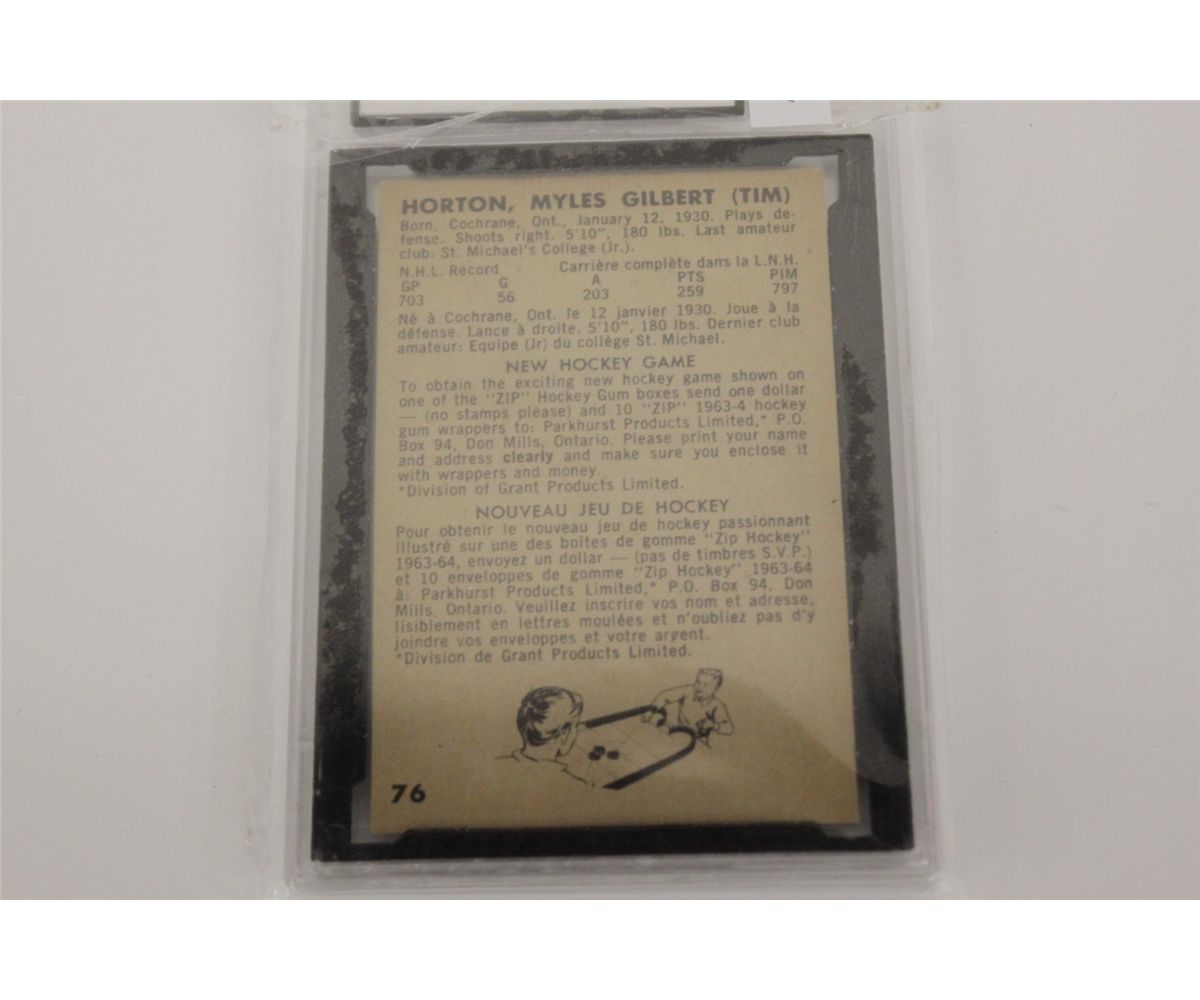 HORTON, MYLES GILBERT (TIM)
Born, Cochrane, Ont., January 12, 1930. Plays de-
fense. Shoots right. 5'10", 180 lbs. Last amateur
club: St. Michael's College (Jr.).
N.H.L. Record Carrière complète dans la L.N.H.
GP G A PTS PIM
703 56 203 259 797
Né à Cochrane, Ont. le 12 janvier 1930. Joue à la
défense. Lance à droite. 5'10", 180 lbs. Dernier club
amateur: Equipe (Jr) du collège St. Michael.
NEW HOCKEY GAME
To obtain the exciting new hockey game shown on
one of the "ZIP" Hockey Gum boxes send one dollar
— (no stamps please) and 10 "ZIP" 1963-4 hockey
gum wrappers to: Parkhurst Products Limited,* P.O.
Box 94, Don Mills, Ontario. Please print your name
and address clearly and make sure you enclose it
with wrappers and money.
*Division of Grant Products Limited.
NOUVEAU JEU DE HOCKEY
Pour obtenir le nouveau jeu de hockey passionnant
illustré sur une des boîtes de gomme "Zip Hockey"
1963-64, envoyez un dollar — (pas de timbres S.V.P.)
et 10 enveloppes de gomme "Zip Hockey" 1963-64
à: Parkhurst Products Limited,* P.O. Box 94, Don
Mills, Ontario. Veuillez inscrire vos nom et adresse,
lisiblement en lettres moulées et n'oubliez pas d'y
joindre vos enveloppes et votre argent.
*Division de Grant Products Limited.
76